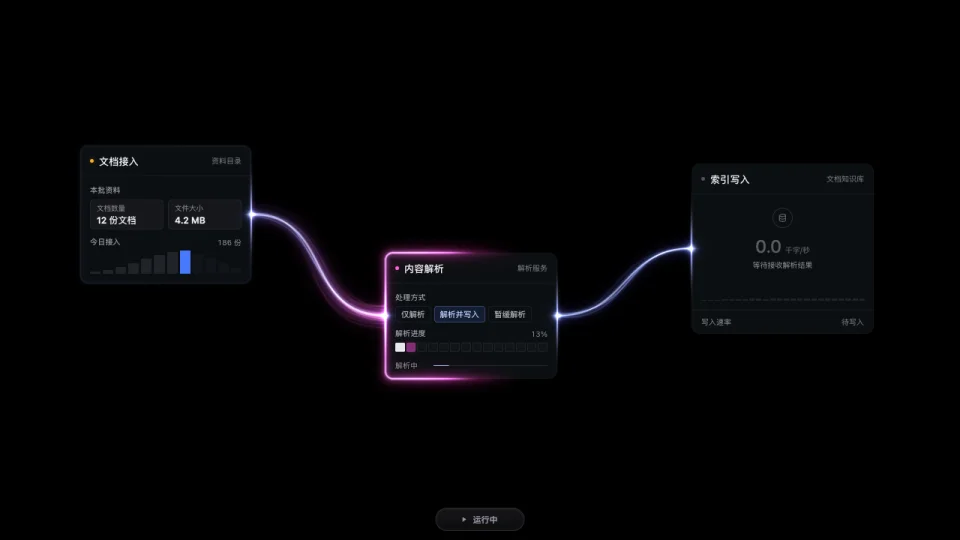 文档接入 资料目录
本批资料
文档数量 文件大小
12 份文档 4.2 MB
今日接入 186 份
内容解析 解析服务
处理方式
仅解析 解析并写入 暂缓解析
解析进度 13%
解析中
索引写入 文档知识库
0.0 千字/秒
等待接收解析结果
写入速率 待写入
运行中